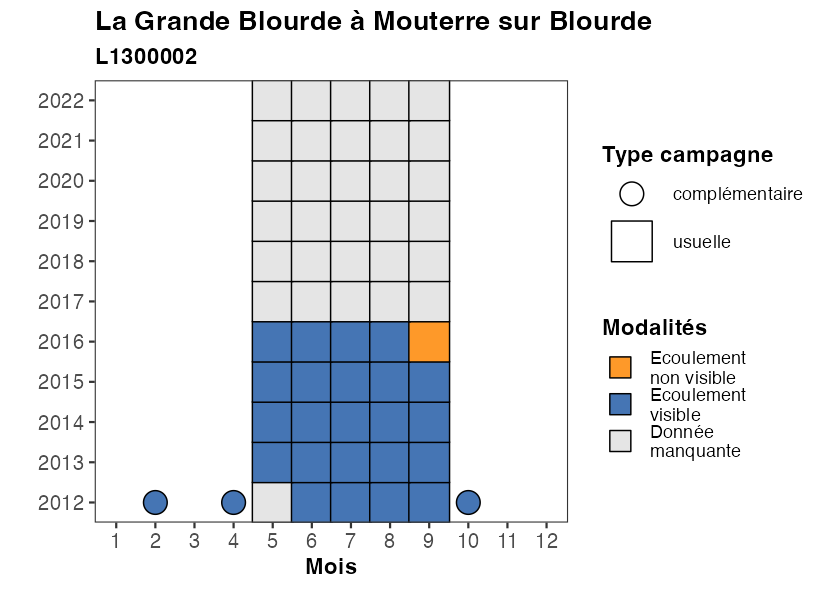 La Grande Blourde à Mouterre sur Blourde
L1300002
2022
2021
2020
2019
2018
2017
2016
2015
2014
2013
2012
1 2 3 4 5 6 7 8 9 10 11 12
Mois
Type campagne
complémentaire
usuelle
Modalités
Ecoulement
non visible
Ecoulement
visible
Donnée
manquante